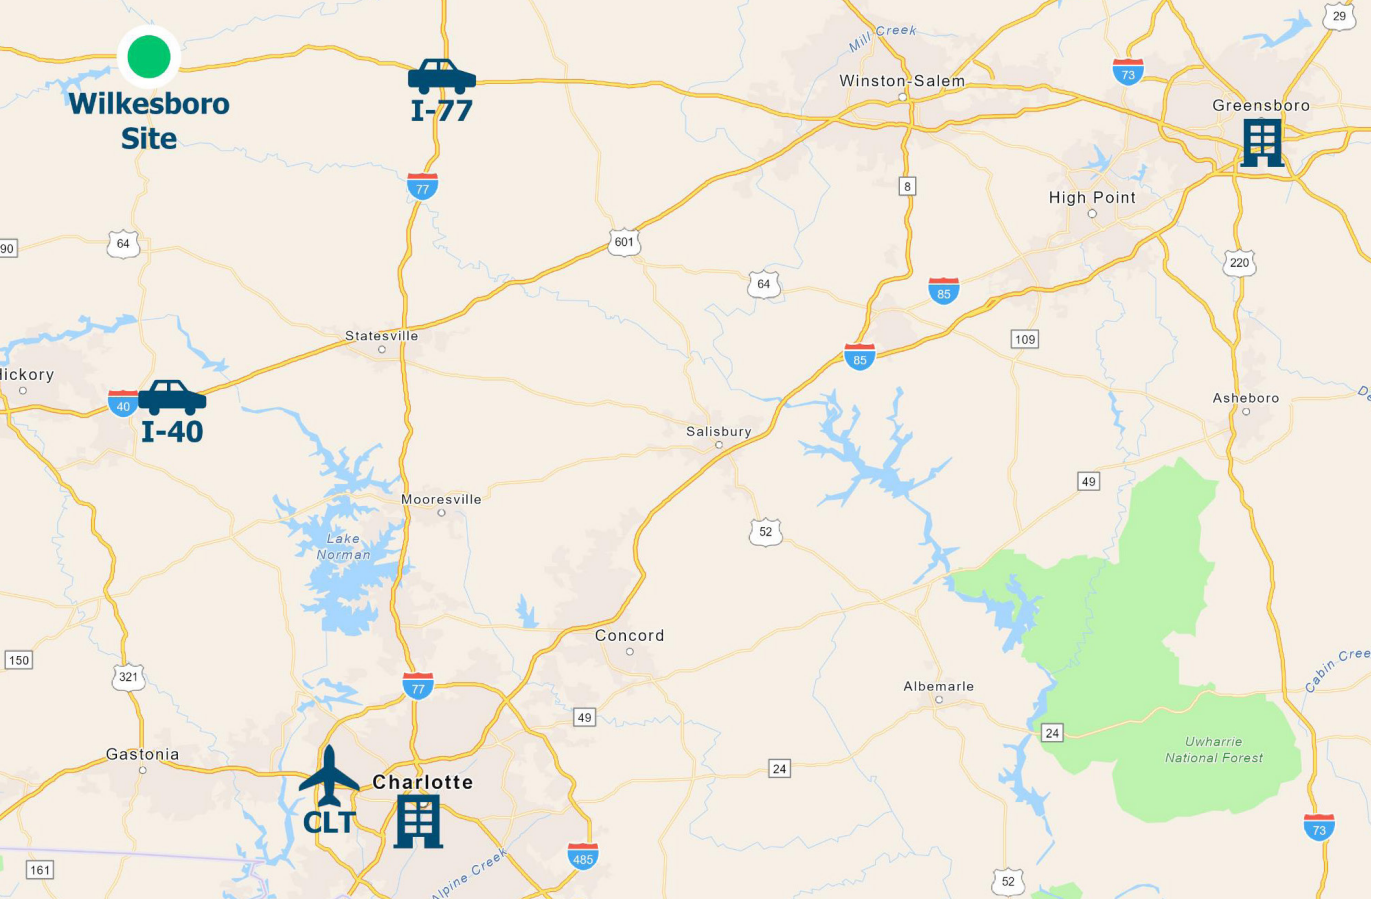 29
Mill Creek
Winston-Salem
73
Greensboro
Wilkesboro
Site
I-77
77
8
High Point
64
90
601
220
64
85
Statesville
109
85
Hickory
40
I-40
Asheboro
Salisbury
49
Mooresville
52
Lake
Norman
Concord
150
321
Cabin Cree
77
Albemarle
49
24
Uwharrie
National Forest
Gastonia
24
Charlotte
CLT
73
485
Alpine Creek
161
52